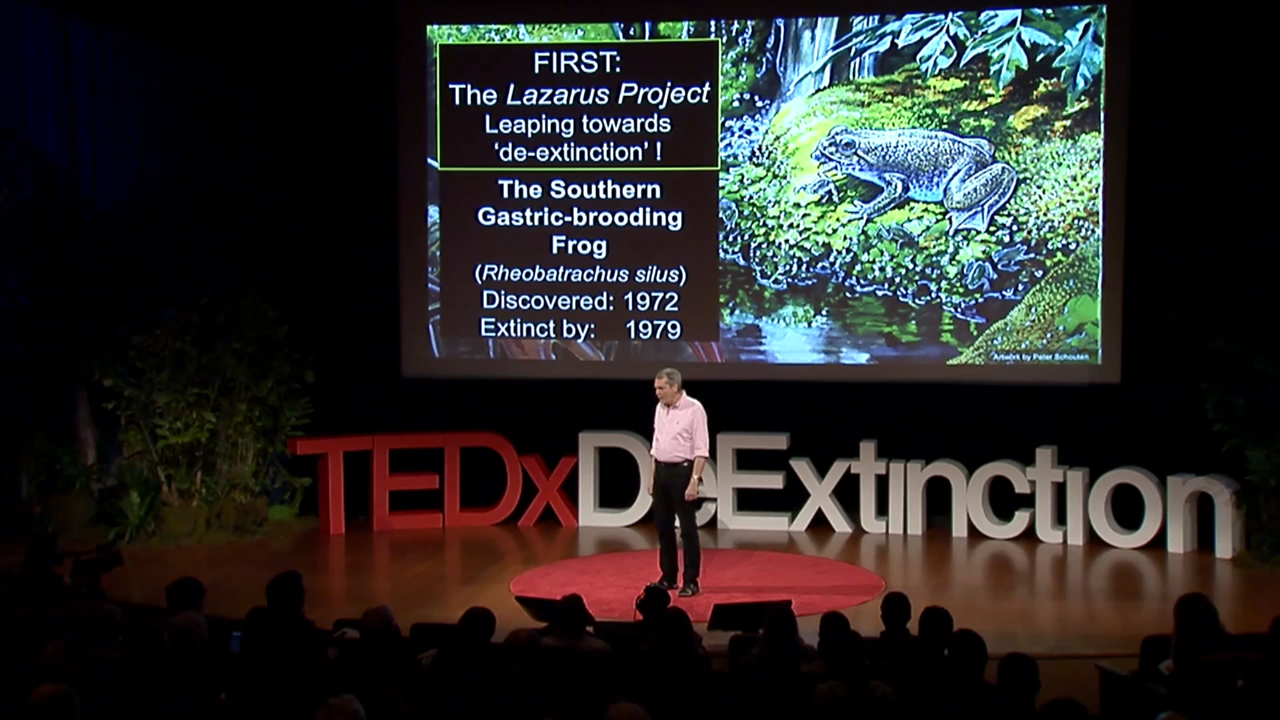 FIRST:
The Lazarus Project
Leaping towards
‘de-extinction’ !
The Southern
Gastric-brooding
Frog
(Rheobatrachus silus)
Discovered: 1972
Extinct by: 1979
Artwork by Peter Schouten
TEDxDeExtinction